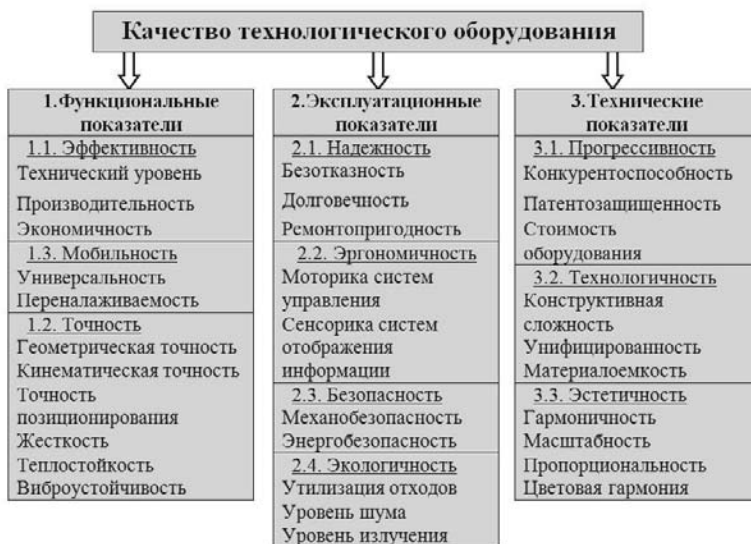 Качество технологического оборудования
1.Функциональные
показатели
1.1. Эффективность
Технический уровень
Производительность
Экономичность
1.3. Мобильность
Универсальность
Переналаживаемость
1.2. Точность
Геометрическая точность
Кинематическая точность
Точность
позиционирования
Жесткость
Теплостойкость
Виброустойчивость
2.Эксплуатационные
показатели
2.1. Надежность
Безотказность
Долговечность
Ремонтопригодность
2.2. Эргономичность
Моторика систем
управления
Сенсорика систем
отображения
информации
2.3. Безопасность
Механобезопасность
Энергобезопасность
2.4. Экологичность
Утилизация отходов
Уровень шума
Уровень излучения
3.Технические
показатели
3.1. Прогрессивность
Конкурентоспособность
Патентозащищенность
Стоимость
оборудования
3.2. Технологичность
Конструктивная
сложность
Унифицированность
Материалоемкость
3.3. Эстетичность
Гармоничность
Масштабность
Пропорциональность
Цветовая гармония